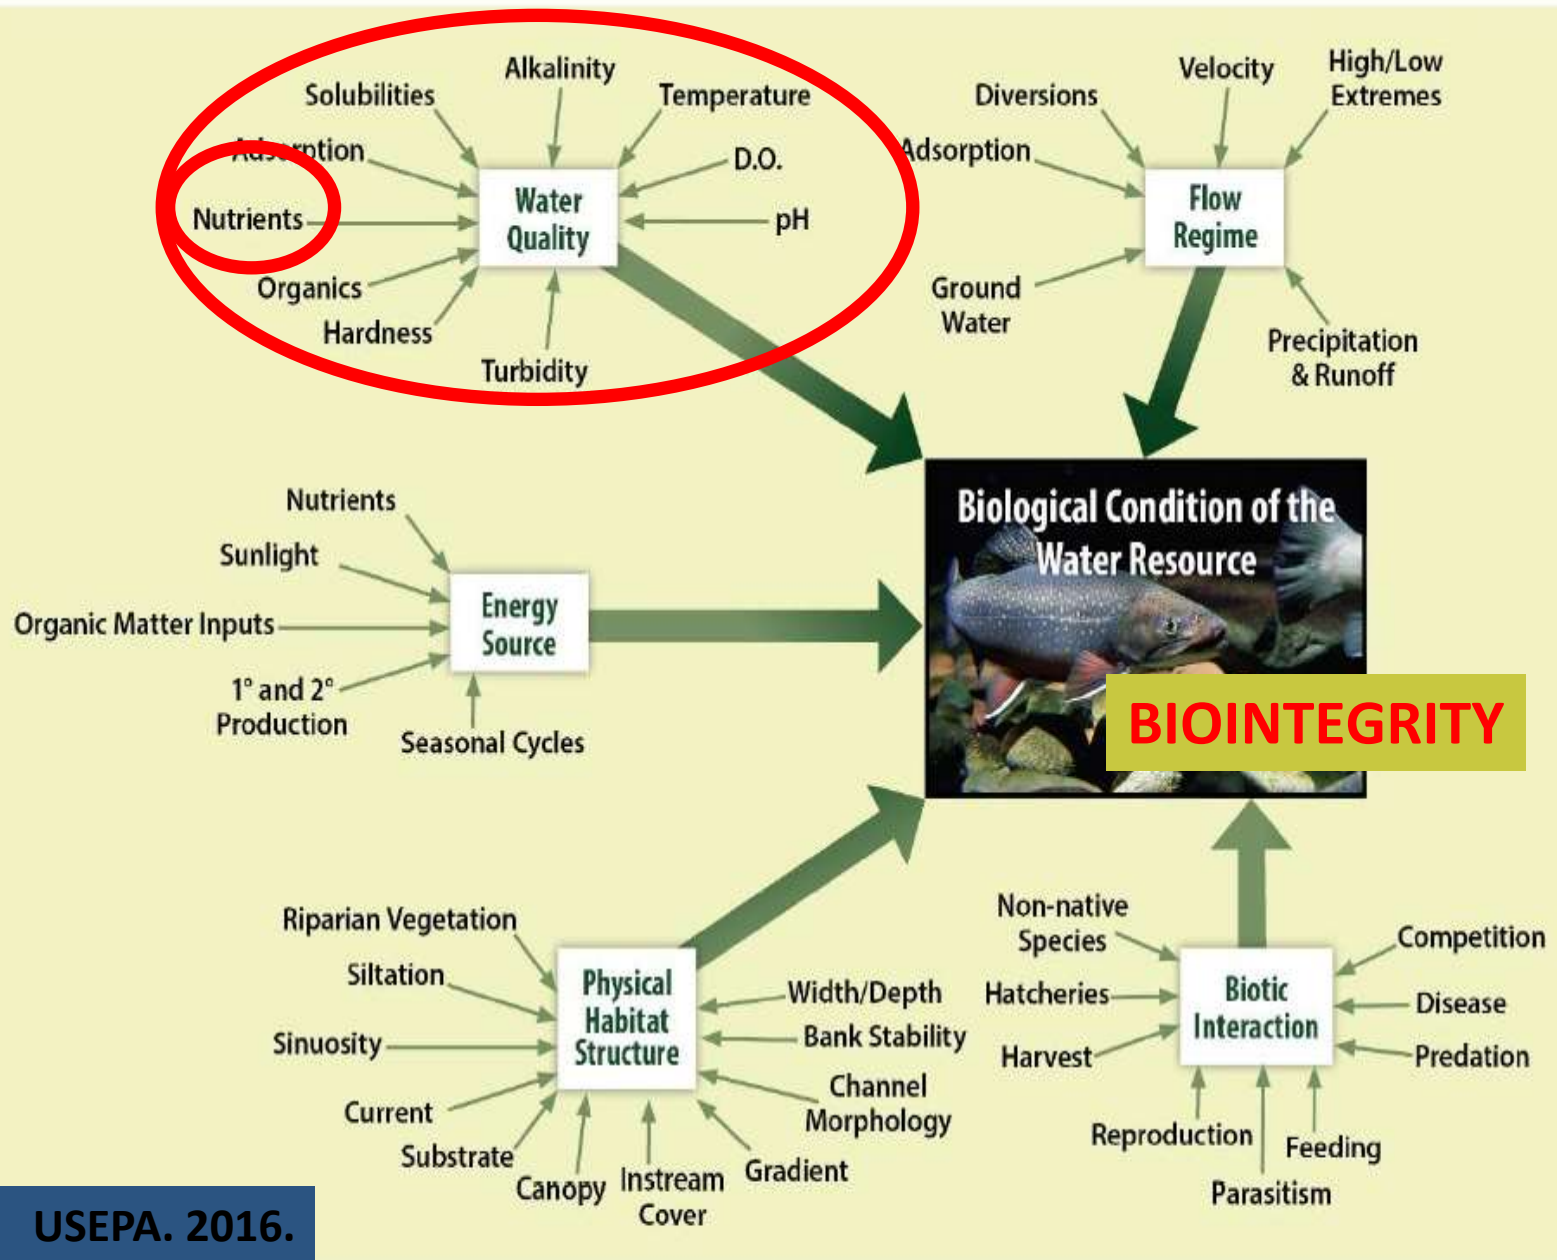 Alkalinity
Solubilities
Temperature
Adsorption
D.O.
Nutrients
Water
Quality
pH
Organics
Hardness
Turbidity
Velocity
High/Low
Extremes
Diversions
Adsorption
Flow
Regime
Ground
Water
Precipitation
& Runoff
Biological Condition of the
Water Resource
BIOINTEGRITY
Nutrients
Sunlight
Organic Matter Inputs
Energy
Source
1° and 2°
Production
Seasonal Cycles
Riparian Vegetation
Siltation
Sinuosity
Physical
Habitat
Structure
Width/Depth
Bank Stability
Current
Channel
Morphology
Substrate
Canopy
Instream
Cover
Gradient
Non-native
Species
Competition
Hatcheries
Biotic
Interaction
Disease
Harvest
Predation
Reproduction
Feeding
Parasitism
USEPA. 2016.